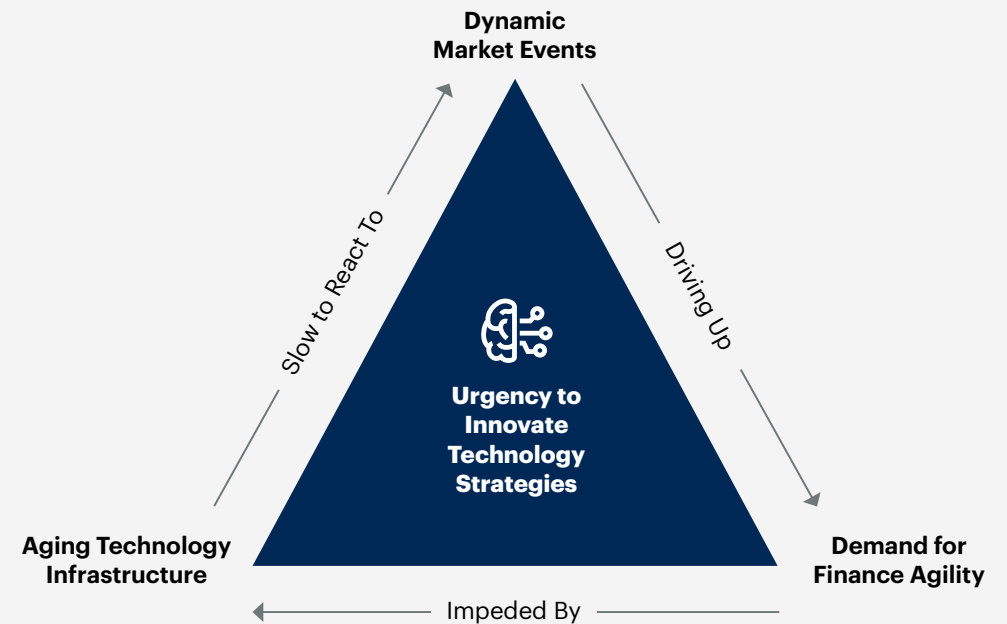 Dynamic
Market Events
Slow to React To
Driving Up
Urgency to
Innovate
Technology
Strategies
Aging Technology
Infrastructure
Demand for
Finance Agility
Impeded By